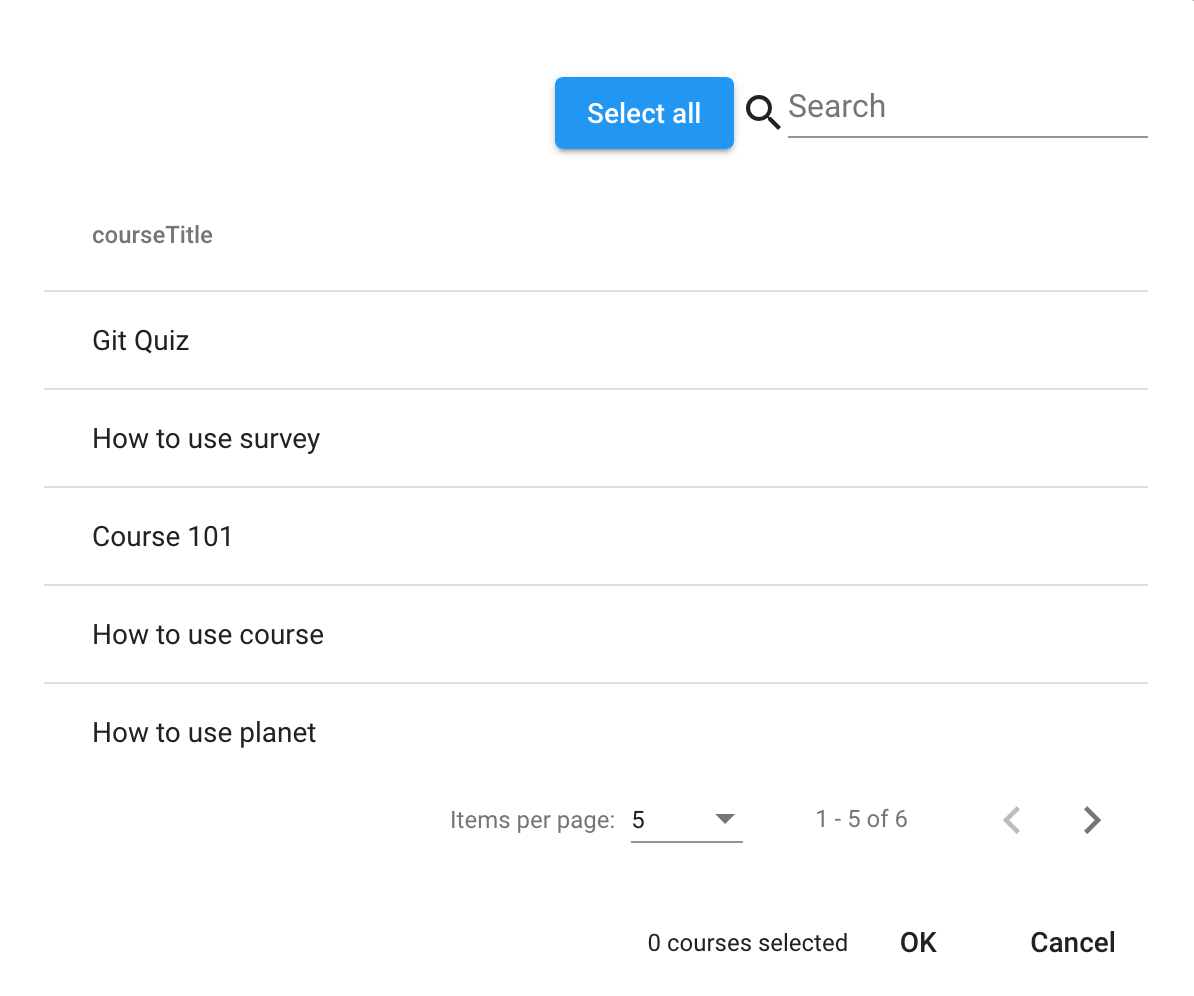 Select all
Search
courseTitle
Git Quiz
How to use survey
Course 101
How to use course
How to use planet
Items per page: 5 1 - 5 of 6
0 courses selected OK Cancel